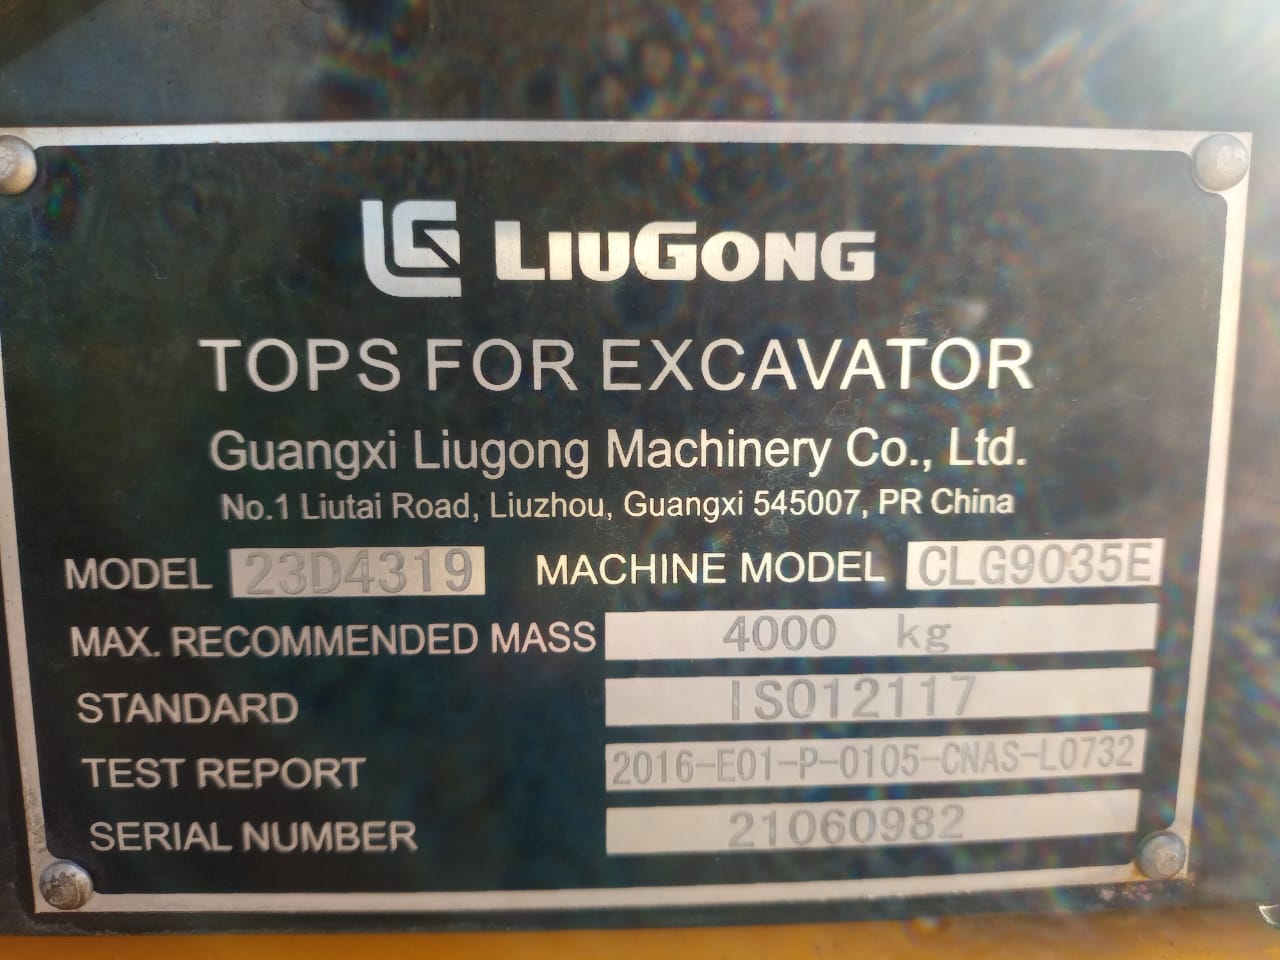 LG LIUGONG
TOPS FOR EXCAVATOR
Guangxi Liugong Machinery Co., Ltd.
No.1 Liutai Road, Liuzhou, Guangxi 545007, PR China
MODEL 23D4319 MACHINE MODEL CLG9035E
MAX. RECOMMENDED MASS 4000 kg
STANDARD ISO12117
TEST REPORT 2016-E01-P-0105-CNAS-L0732
SERIAL NUMBER 21060982